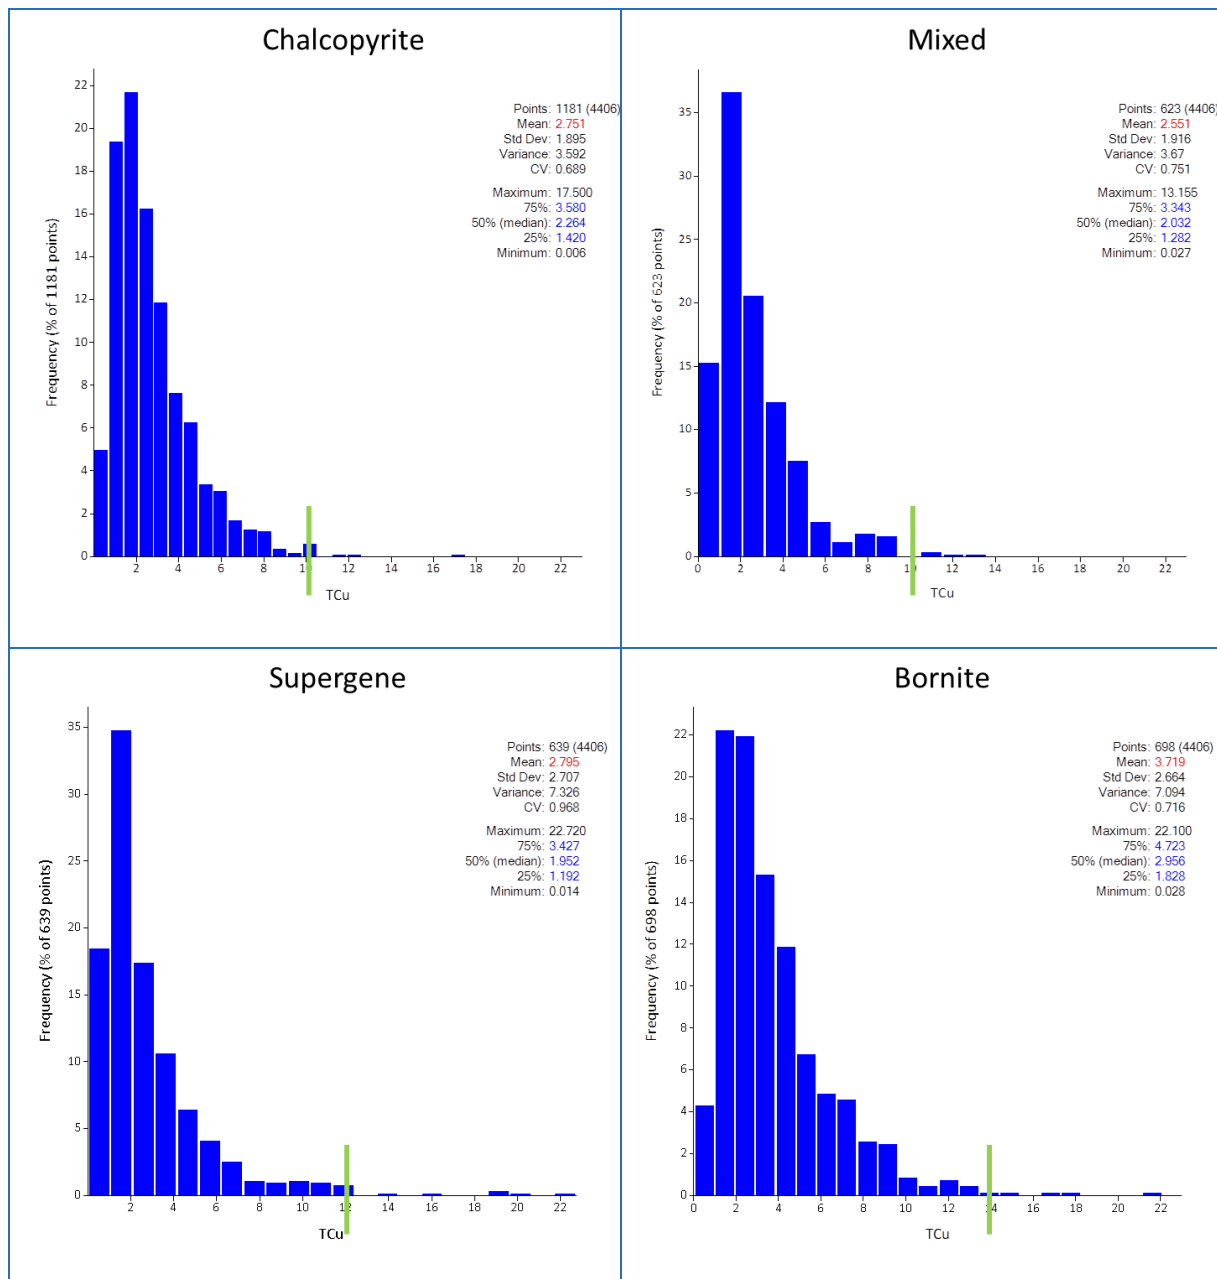 Chalcopyrite
Points: 1181 (4406)
Mean: 2.751
Std Dev: 1.895
Variance: 3.592
CV: 0.689
Maximum: 17.500
75%: 3.580
50% (median): 2.264
25%: 1.420
Minimum: 0.006
Frequency (% of 1181 points)
22
20
18
16
14
12
10
8
6
4
2
0
2 4 6 8 10 12 14 16 18 20 22
TCu
Mixed
Points: 623 (4406)
Mean: 2.551
Std Dev: 1.916
Variance: 3.67
CV: 0.751
Maximum: 13.155
75%: 3.343
50% (median): 2.032
25%: 1.282
Minimum: 0.027
Frequency (% of 623 points)
35
30
25
20
15
10
5
0
0 2 4 6 8 10 12 14 16 18 20 22
TCu
Supergene
Points: 639 (4406)
Mean: 2.795
Std Dev: 2.707
Variance: 7.326
CV: 0.968
Maximum: 22.720
75%: 3.427
50% (median): 1.952
25%: 1.192
Minimum: 0.014
Frequency (% of 639 points)
35
30
25
20
15
10
5
0
2 4 6 8 10 12 14 16 18 20 22
TCu
Bornite
Points: 698 (4406)
Mean: 3.719
Std Dev: 2.664
Variance: 7.094
CV: 0.716
Maximum: 22.100
75%: 4.723
50% (median): 2.956
25%: 1.828
Minimum: 0.028
Frequency (% of 698 points)
22
20
18
16
14
12
10
8
6
4
2
0
0 2 4 6 8 10 12 14 16 18 20 22
TCu